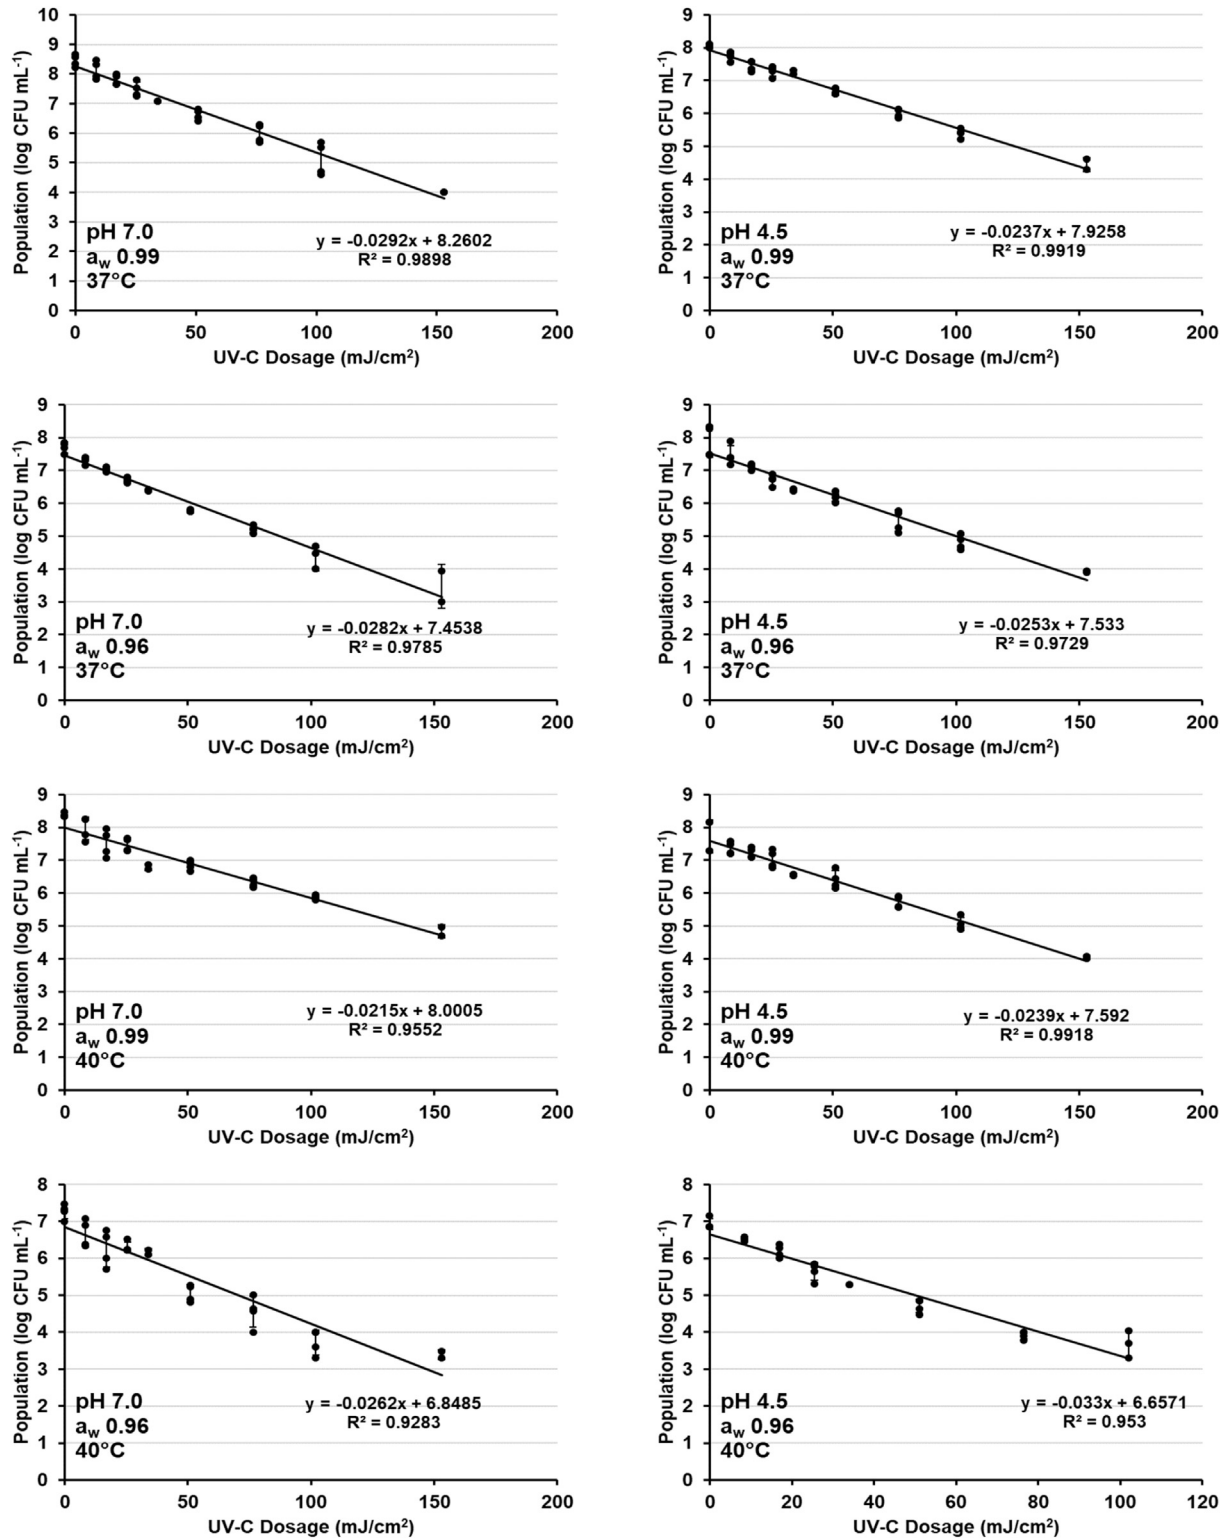 Population (log CFU mL⁻¹)
10
9
8
7
6
5
4
3
2
1
0
pH 7.0
a_w 0.99
37°C
y = -0.0292x + 8.2602
R² = 0.9898
0 50 100 150 200
UV-C Dosage (mJ/cm²)
Population (log CFU mL⁻¹)
9
8
7
6
5
4
3
2
1
0
pH 4.5
a_w 0.99
37°C
y = -0.0237x + 7.9258
R² = 0.9919
0 50 100 150 200
UV-C Dosage (mJ/cm²)
Population (log CFU mL⁻¹)
9
8
7
6
5
4
3
2
1
0
pH 7.0
a_w 0.96
37°C
y = -0.0282x + 7.4538
R² = 0.9785
0 50 100 150 200
UV-C Dosage (mJ/cm²)
Population (log CFU mL⁻¹)
9
8
7
6
5
4
3
2
1
0
pH 4.5
a_w 0.96
37°C
y = -0.0253x + 7.533
R² = 0.9729
0 50 100 150 200
UV-C Dosage (mJ/cm²)
Population (log CFU mL⁻¹)
9
8
7
6
5
4
3
2
1
0
pH 7.0
a_w 0.99
40°C
y = -0.0215x + 8.0005
R² = 0.9552
0 50 100 150 200
UV-C Dosage (mJ/cm²)
Population (log CFU mL⁻¹)
9
8
7
6
5
4
3
2
1
0
pH 4.5
a_w 0.99
40°C
y = -0.0239x + 7.592
R² = 0.9918
0 50 100 150 200
UV-C Dosage (mJ/cm²)
Population (log CFU mL⁻¹)
8
7
6
5
4
3
2
1
0
pH 7.0
a_w 0.96
40°C
y = -0.0262x + 6.8485
R² = 0.9283
0 50 100 150 200
UV-C Dosage (mJ/cm²)
Population (log CFU mL⁻¹)
8
7
6
5
4
3
2
1
0
pH 4.5
a_w 0.96
40°C
y = -0.033x + 6.6571
R² = 0.953
0 20 40 60 80 100 120
UV-C Dosage (mJ/cm²)